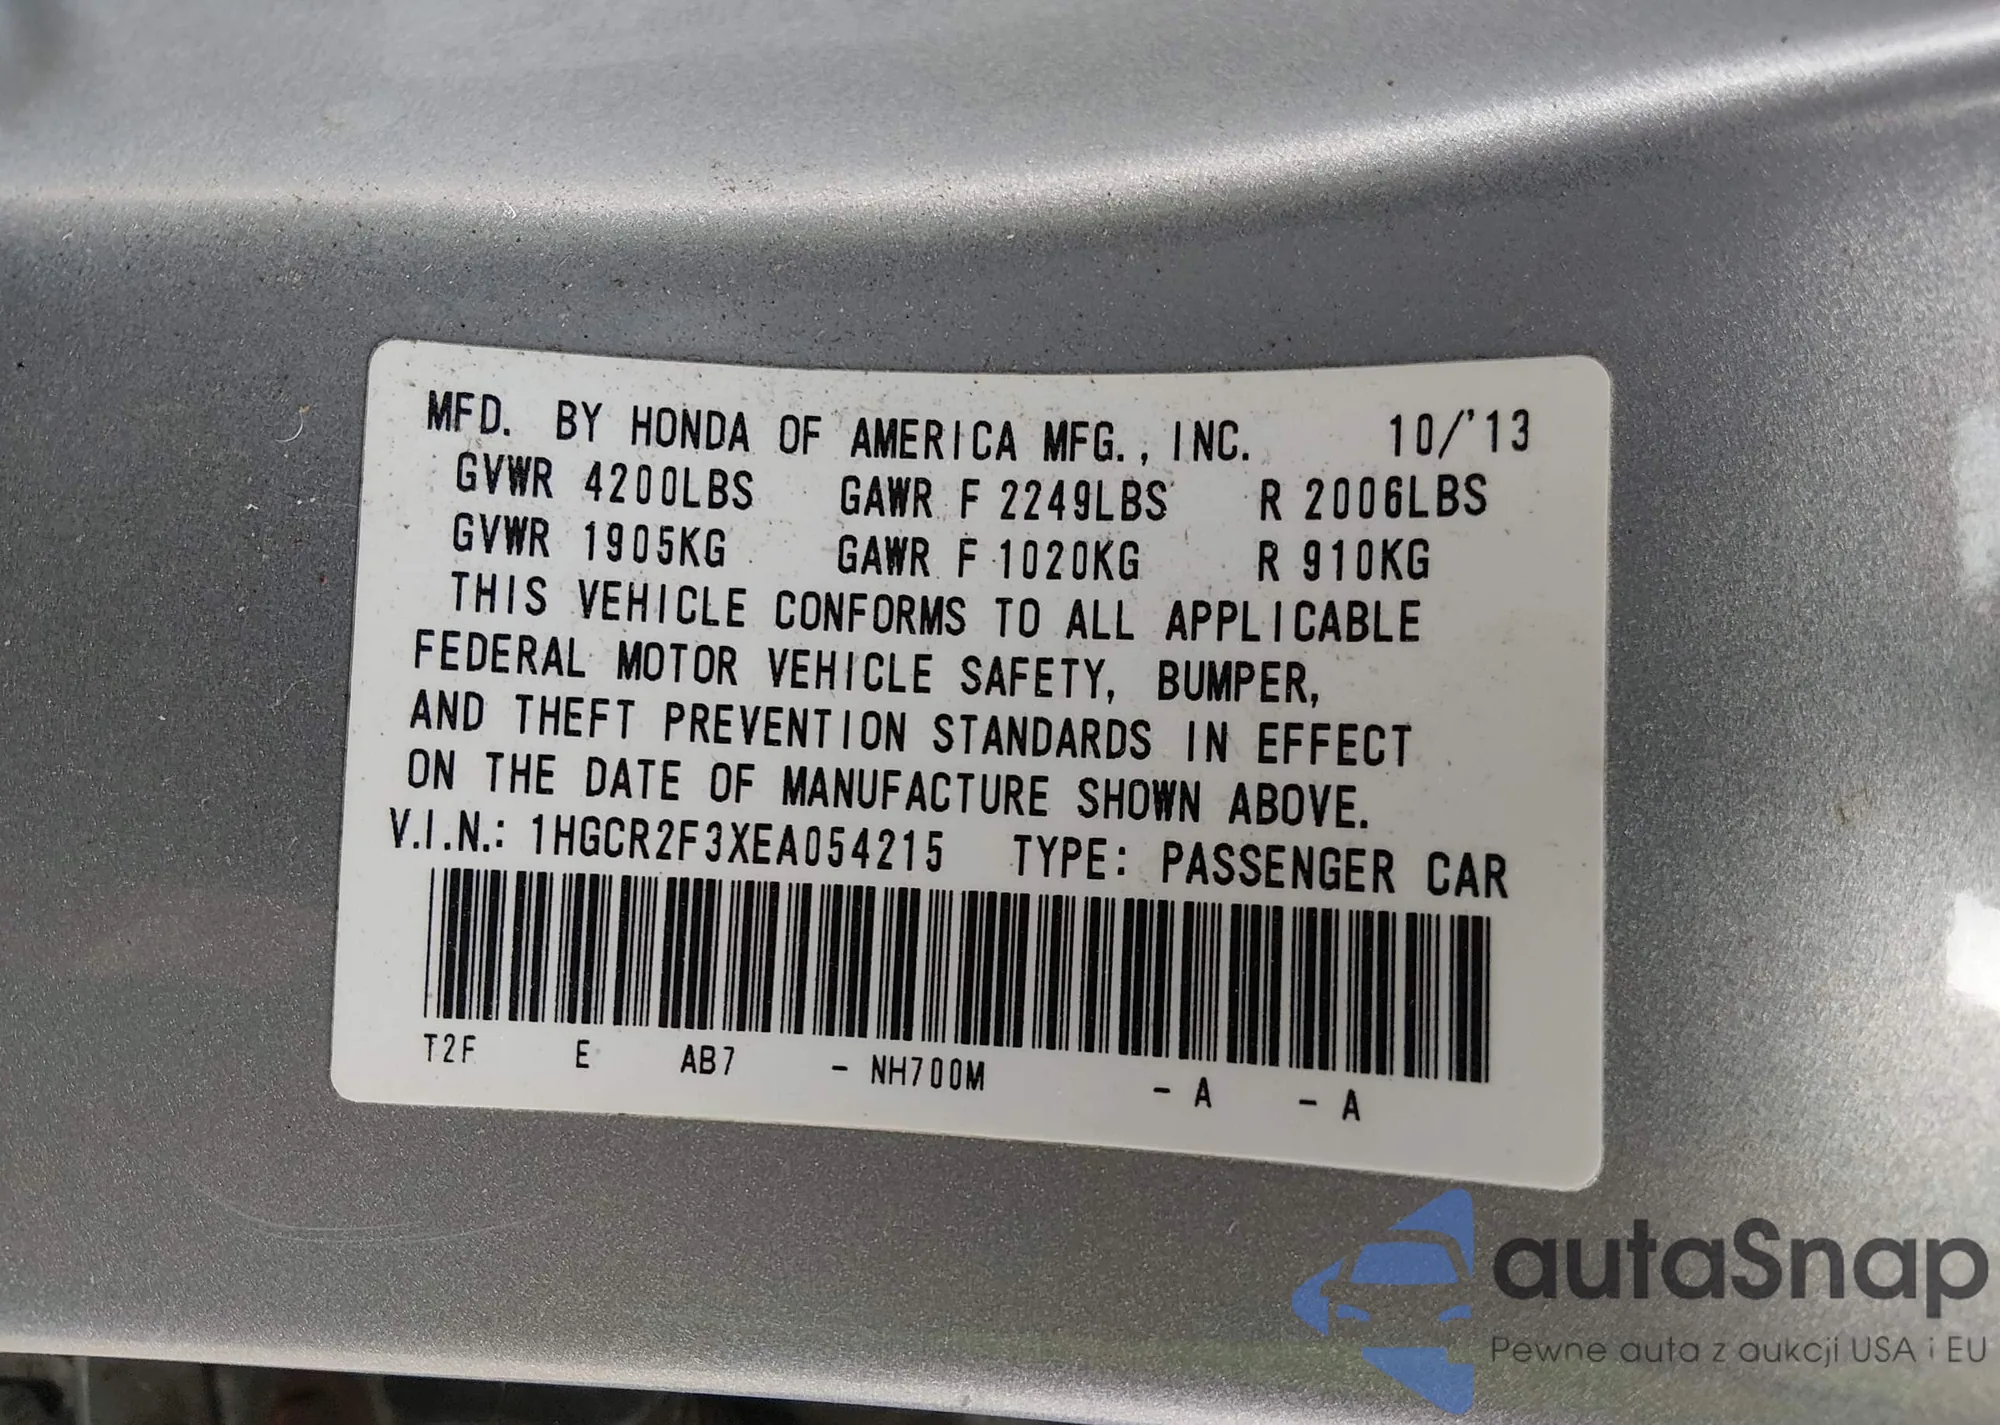 MFD. BY HONDA OF AMERICA MFG., INC. 10/'13
GVWR 4200LBS GAWR F 2249LBS R 2006LBS
GVWR 1905KG GAWR F 1020KG R 910KG
THIS VEHICLE CONFORMS TO ALL APPLICABLE
FEDERAL MOTOR VEHICLE SAFETY, BUMPER,
AND THEFT PREVENTION STANDARDS IN EFFECT
ON THE DATE OF MANUFACTURE SHOWN ABOVE.
V.I.N.: 1HGCR2F3XEA054215 TYPE: PASSENGER CAR
T2F E AB7 - NH700M - A - A
autaSnap
Pewne auta z aukcji USA i EU